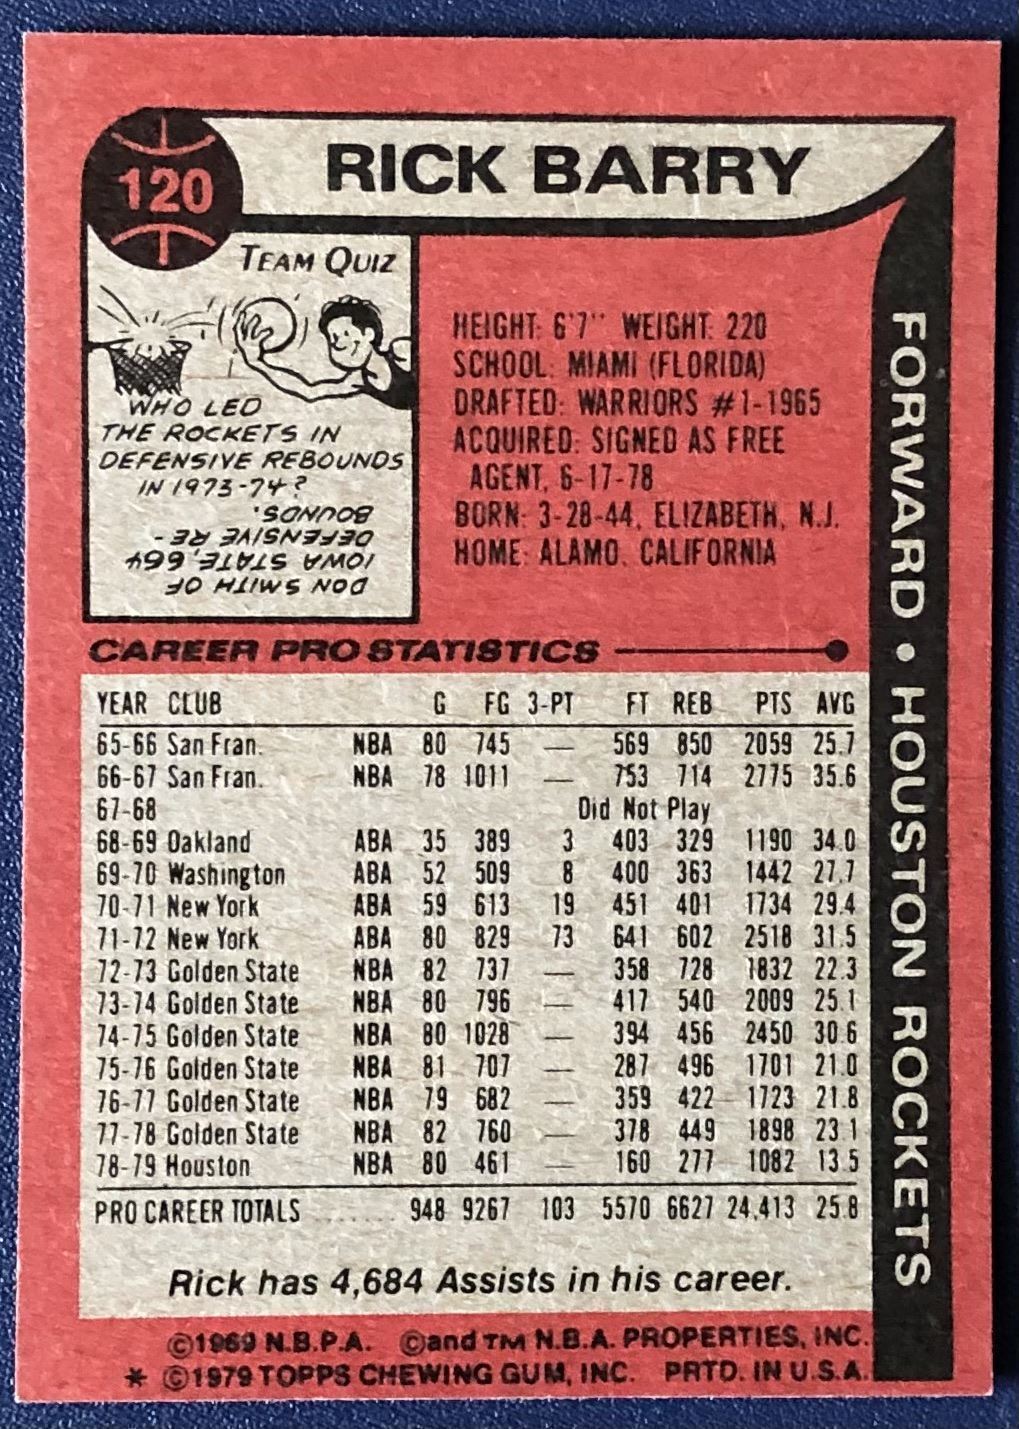 120
RICK BARRY
TEAM QUIZ
WHO LED
THE ROCKETS IN
DEFENSIVE REBOUNDS
IN 1973-74?
DON SMITH OF
IOWA STATE, 664
DEFENSIVE RE-
BOUNDS.
HEIGHT: 6'7" WEIGHT: 220
SCHOOL: MIAMI (FLORIDA)
DRAFTED: WARRIORS #1-1965
ACQUIRED: SIGNED AS FREE
AGENT, 6-17-78
BORN: 3-28-44, ELIZABETH, N.J.
HOME: ALAMO, CALIFORNIA
FORWARD • HOUSTON ROCKETS
CAREER PRO STATISTICS
YEAR CLUB G FG 3-PT FT REB PTS AVG
65-66 San Fran. NBA 80 745 — 569 850 2059 25.7
66-67 San Fran. NBA 78 1011 — 753 714 2775 35.6
67-68 Did Not Play
68-69 Oakland ABA 35 389 3 403 329 1190 34.0
69-70 Washington ABA 52 509 8 400 363 1442 27.7
70-71 New York ABA 59 613 19 451 401 1734 29.4
71-72 New York ABA 80 829 73 641 602 2518 31.5
72-73 Golden State NBA 82 737 — 358 728 1832 22.3
73-74 Golden State NBA 80 796 — 417 540 2009 25.1
74-75 Golden State NBA 80 1028 — 394 456 2450 30.6
75-76 Golden State NBA 81 707 — 287 496 1701 21.0
76-77 Golden State NBA 79 682 — 359 422 1723 21.8
77-78 Golden State NBA 82 760 — 378 449 1898 23.1
78-79 Houston NBA 80 461 — 160 277 1082 13.5
PRO CAREER TOTALS ....... 948 9267 103 5570 6627 24,413 25.8
Rick has 4,684 Assists in his career.
©1969 N.B.P.A. ©and TM N.B.A. PROPERTIES, INC.
* ©1979 TOPPS CHEWING GUM, INC. PRTD. IN U.S.A.